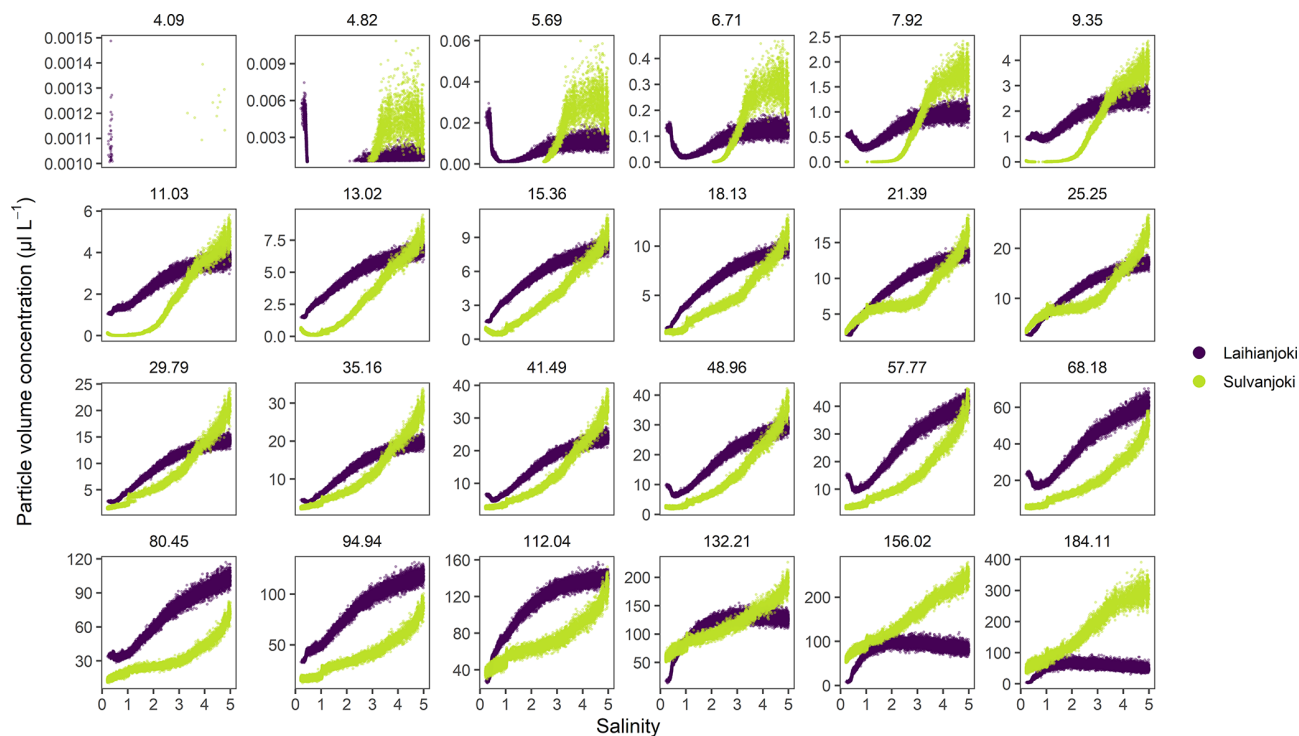 4.09 4.82 5.69 6.71 7.92 9.35
0.0015 0.0014 0.0013 0.0012 0.0011 0.0010
0.009 0.006 0.003
0.06 0.04 0.02 0.00
0.4 0.3 0.2 0.1 0.0
2.5 2.0 1.5 1.0 0.5 0.0
4 3 2 1 0
11.03 13.02 15.36 18.13 21.39 25.25
6 4 2 0
7.5 5.0 2.5 0.0
9 6 3 0
10 5
15 10 5
20 10
29.79 35.16 41.49 48.96 57.77 68.18
25 20 15 10 5
30 20 10
40 30 20 10
40 30 20 10 0
40 30 20 10
60 40 20 0
80.45 94.94 112.04 132.21 156.02 184.11
120 90 60 30
100 50
160 120 80 40
200 150 100 50
200 100 0
400 300 200 100 0
0 1 2 3 4 5 0 1 2 3 4 5 0 1 2 3 4 5 0 1 2 3 4 5 0 1 2 3 4 5 0 1 2 3 4 5
Salinity
Particle volume concentration (µl L⁻¹)
Laihianjoki
Sulvanjoki